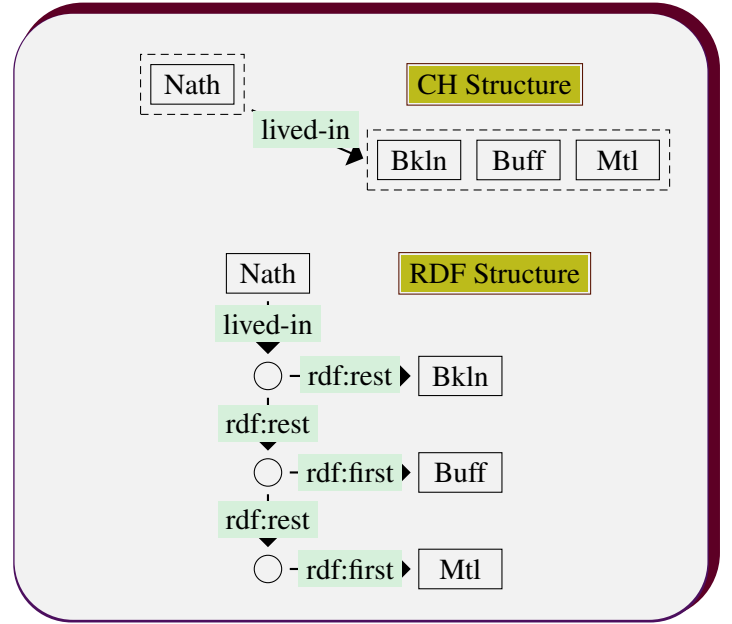 Nath
CH Structure
lived-in
Bkln Buff Mtl
Nath
RDF Structure
lived-in
rdf:rest Bkln
rdf:rest
rdf:first Buff
rdf:rest
rdf:first Mtl